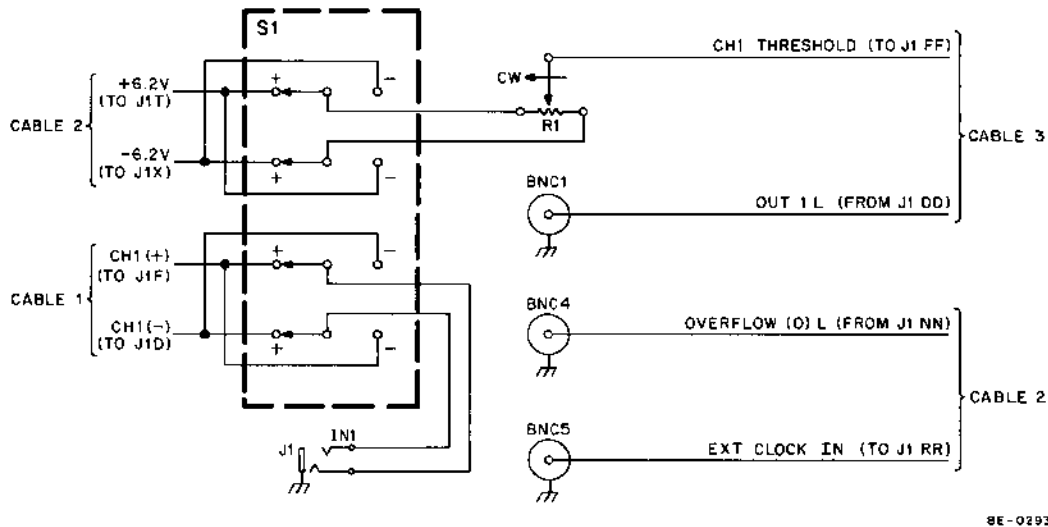 S1
CH1 THRESHOLD (TO J1 FF)
CW
+6.2V
(TO J1T)
+
-
R1
CABLE 2
CABLE 3
-6.2V
(TO J1X)
+
-
BNC1
OUT 1 L (FROM J1 DD)
CH1(+)
(TO J1F)
+
-
CABLE 1
BNC4
OVERFLOW (0) L (FROM J1 NN)
CH1(-)
(TO J1D)
+
-
CABLE 2
BNC5
J1
IN1
EXT CLOCK IN (TO J1 RR)
8E-0293